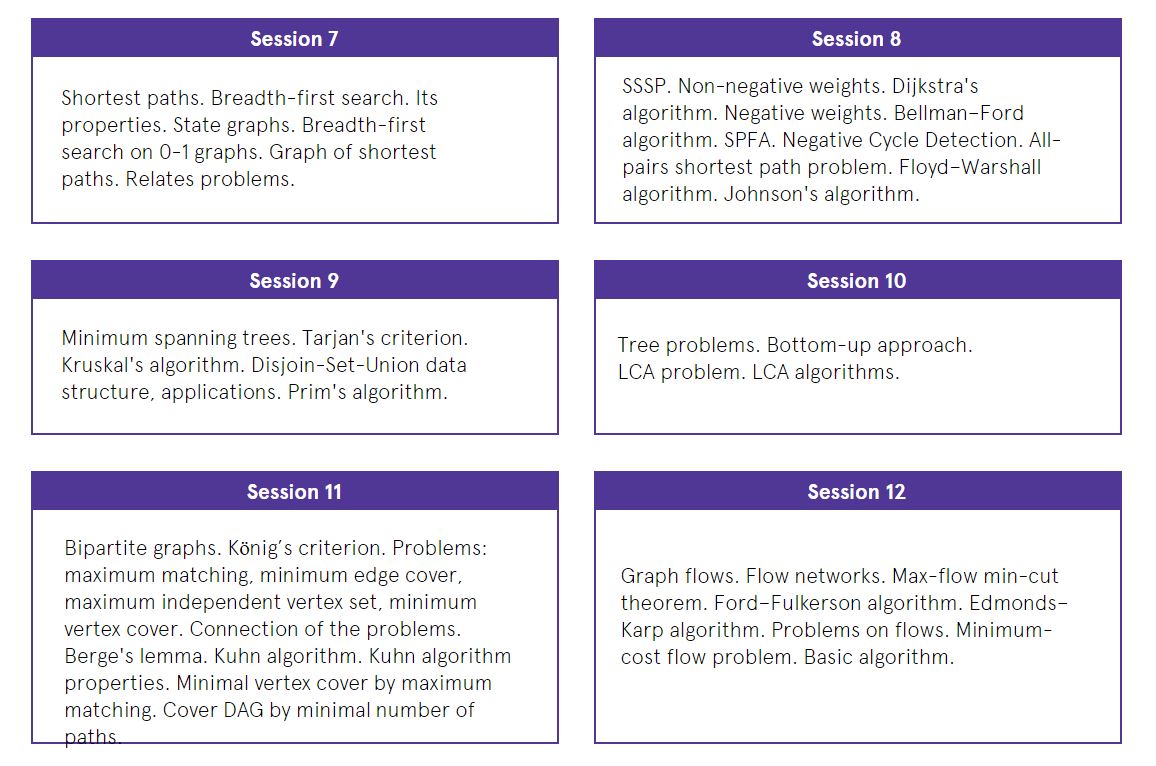 Session 7
Shortest paths. Breadth-first search. Its
properties. State graphs. Breadth-first
search on 0-1 graphs. Graph of shortest
paths. Relates problems.
Session 8
SSSP. Non-negative weights. Dijkstra's
algorithm. Negative weights. Bellman–Ford
algorithm. SPFA. Negative Cycle Detection. All-
pairs shortest path problem. Floyd–Warshall
algorithm. Johnson's algorithm.
Session 9
Minimum spanning trees. Tarjan's criterion.
Kruskal's algorithm. Disjoin-Set-Union data
structure, applications. Prim's algorithm.
Session 10
Tree problems. Bottom-up approach.
LCA problem. LCA algorithms.
Session 11
Bipartite graphs. König’s criterion. Problems:
maximum matching, minimum edge cover,
maximum independent vertex set, minimum
vertex cover. Connection of the problems.
Berge's lemma. Kuhn algorithm. Kuhn algorithm
properties. Minimal vertex cover by maximum
matching. Cover DAG by minimal number of
paths.
Session 12
Graph flows. Flow networks. Max-flow min-cut
theorem. Ford–Fulkerson algorithm. Edmonds–
Karp algorithm. Problems on flows. Minimum-
cost flow problem. Basic algorithm.